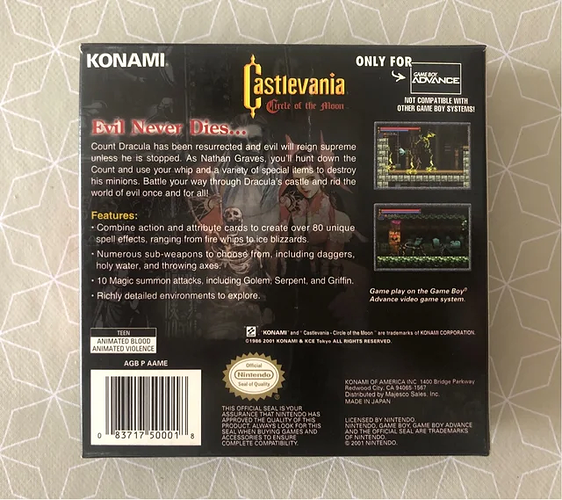 KONAMI
Castlevania
Circle of the Moon
ONLY FOR
GAME BOY
ADVANCE
NOT COMPATIBLE WITH
OTHER GAME BOY SYSTEMS!
Evil Never Dies...
Count Dracula has been resurrected and evil will reign supreme
unless he is stopped. As Nathan Graves, you'll hunt down the
Count and use your whip and a variety of special items to destroy
his minions. Battle your way through Dracula's castle and rid the
world of evil once and for all!
Features:
• Combine action and attribute cards to create over 80 unique
spell effects, ranging from fire whips to ice blizzards.
• Numerous sub-weapons to choose from, including daggers,
holy water, and throwing axes.
• 10 Magic summon attacks, including Golem, Serpent, and Griffin.
• Richly detailed environments to explore.
Game play on the Game Boy®
Advance video game system.
TEEN
ANIMATED BLOOD
ANIMATED VIOLENCE
AGB P AAME
0 83717 50001 8
"KONAMI" and "Castlevania - Circle of the Moon" are trademarks of KONAMI CORPORATION.
©1986 2001 KONAMI & KCE Tokyo ALL RIGHTS RESERVED.
Official
Nintendo
Seal of Quality
THIS OFFICIAL SEAL IS YOUR
ASSURANCE THAT NINTENDO HAS
APPROVED THE QUALITY OF THIS
PRODUCT. ALWAYS LOOK FOR THIS
SEAL WHEN BUYING GAMES AND
ACCESSORIES TO ENSURE
COMPLETE COMPATIBILITY.
KONAMI OF AMERICA INC. 1400 Bridge Parkway
Redwood City, CA 94065-1567
Distributed by Majesco Sales, Inc.
MADE IN JAPAN
LICENSED BY NINTENDO.
NINTENDO, GAME BOY, GAME BOY ADVANCE
AND THE OFFICIAL SEAL ARE TRADEMARKS
OF NINTENDO.
© 2001 NINTENDO.